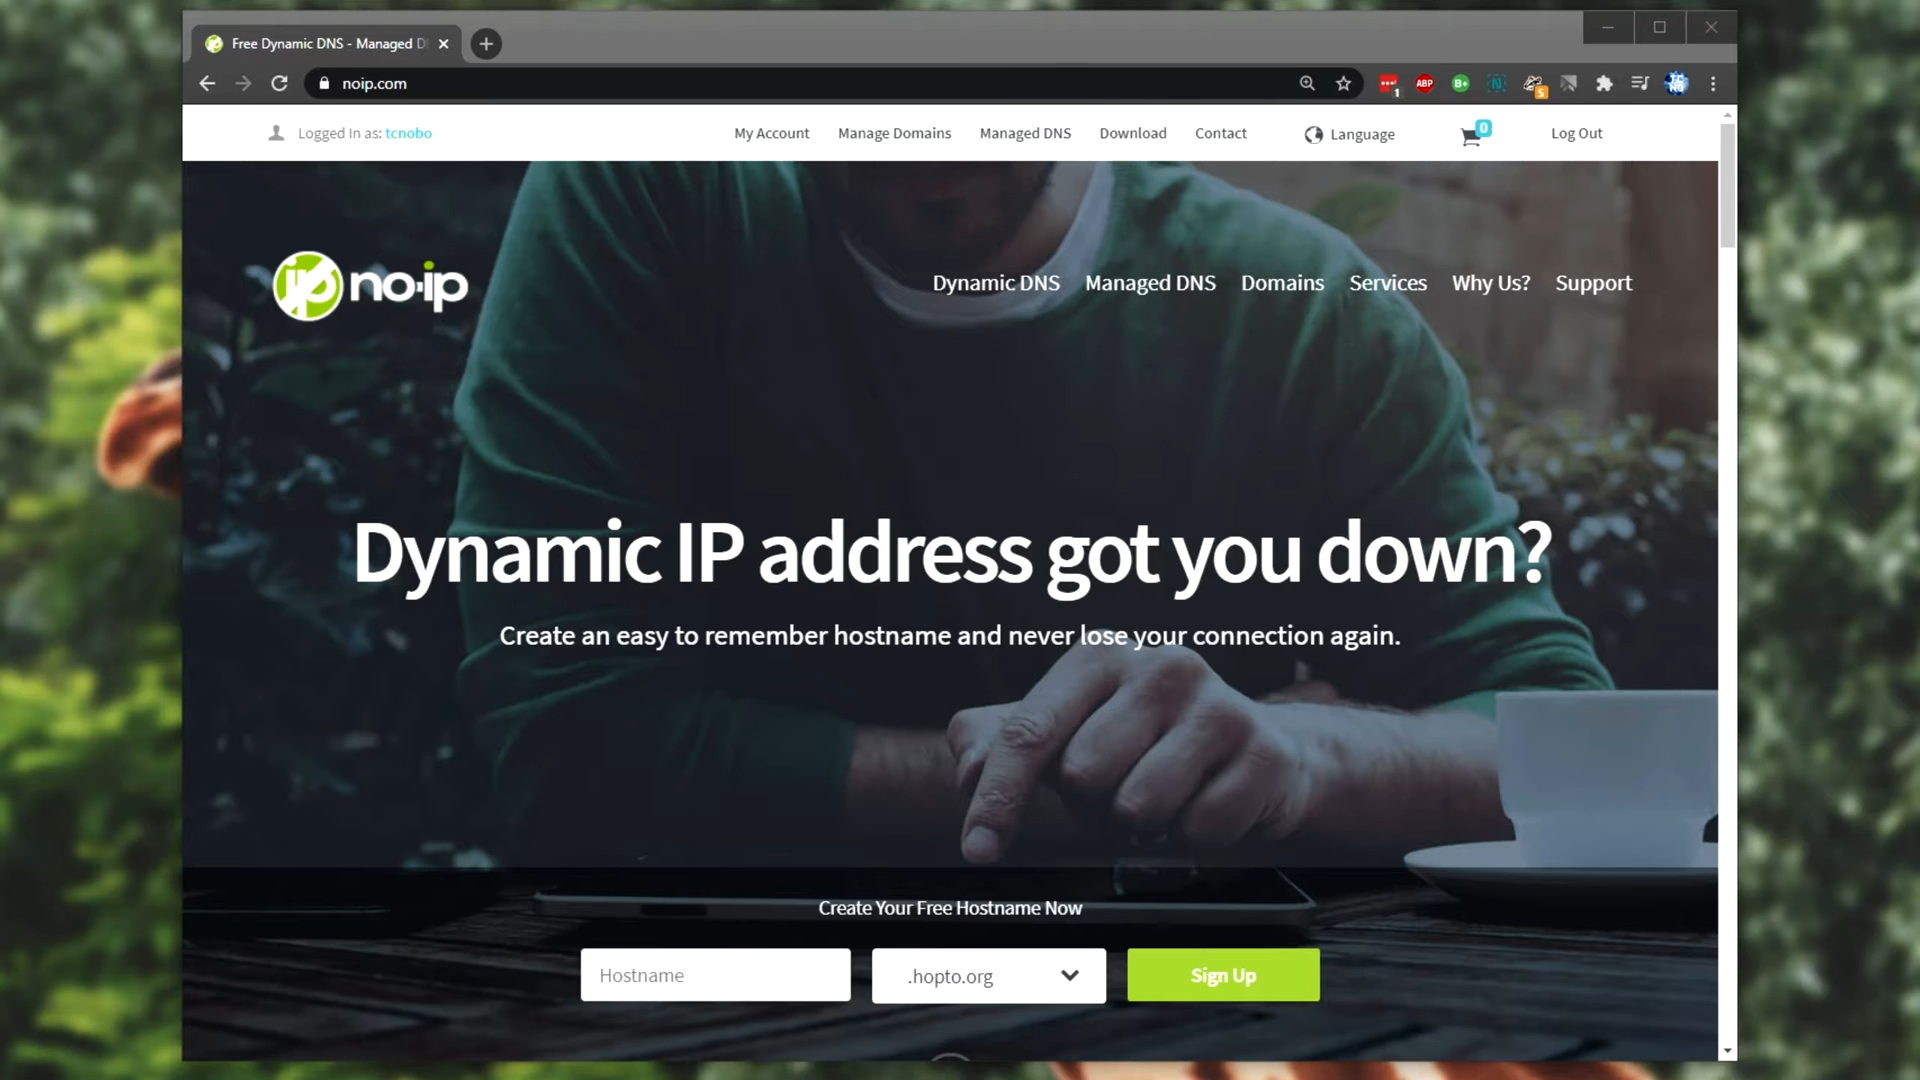 Free Dynamic DNS - Managed D
noip.com
1
ABP
B+
N
5
Logged In as: tcnobo
My Account
Manage Domains
Managed DNS
Download
Contact
Language
0
Log Out
no-ip
Dynamic DNS
Managed DNS
Domains
Services
Why Us?
Support
Dynamic IP address got you down?
Create an easy to remember hostname and never lose your connection again.
Create Your Free Hostname Now
Hostname
.hopto.org
Sign Up